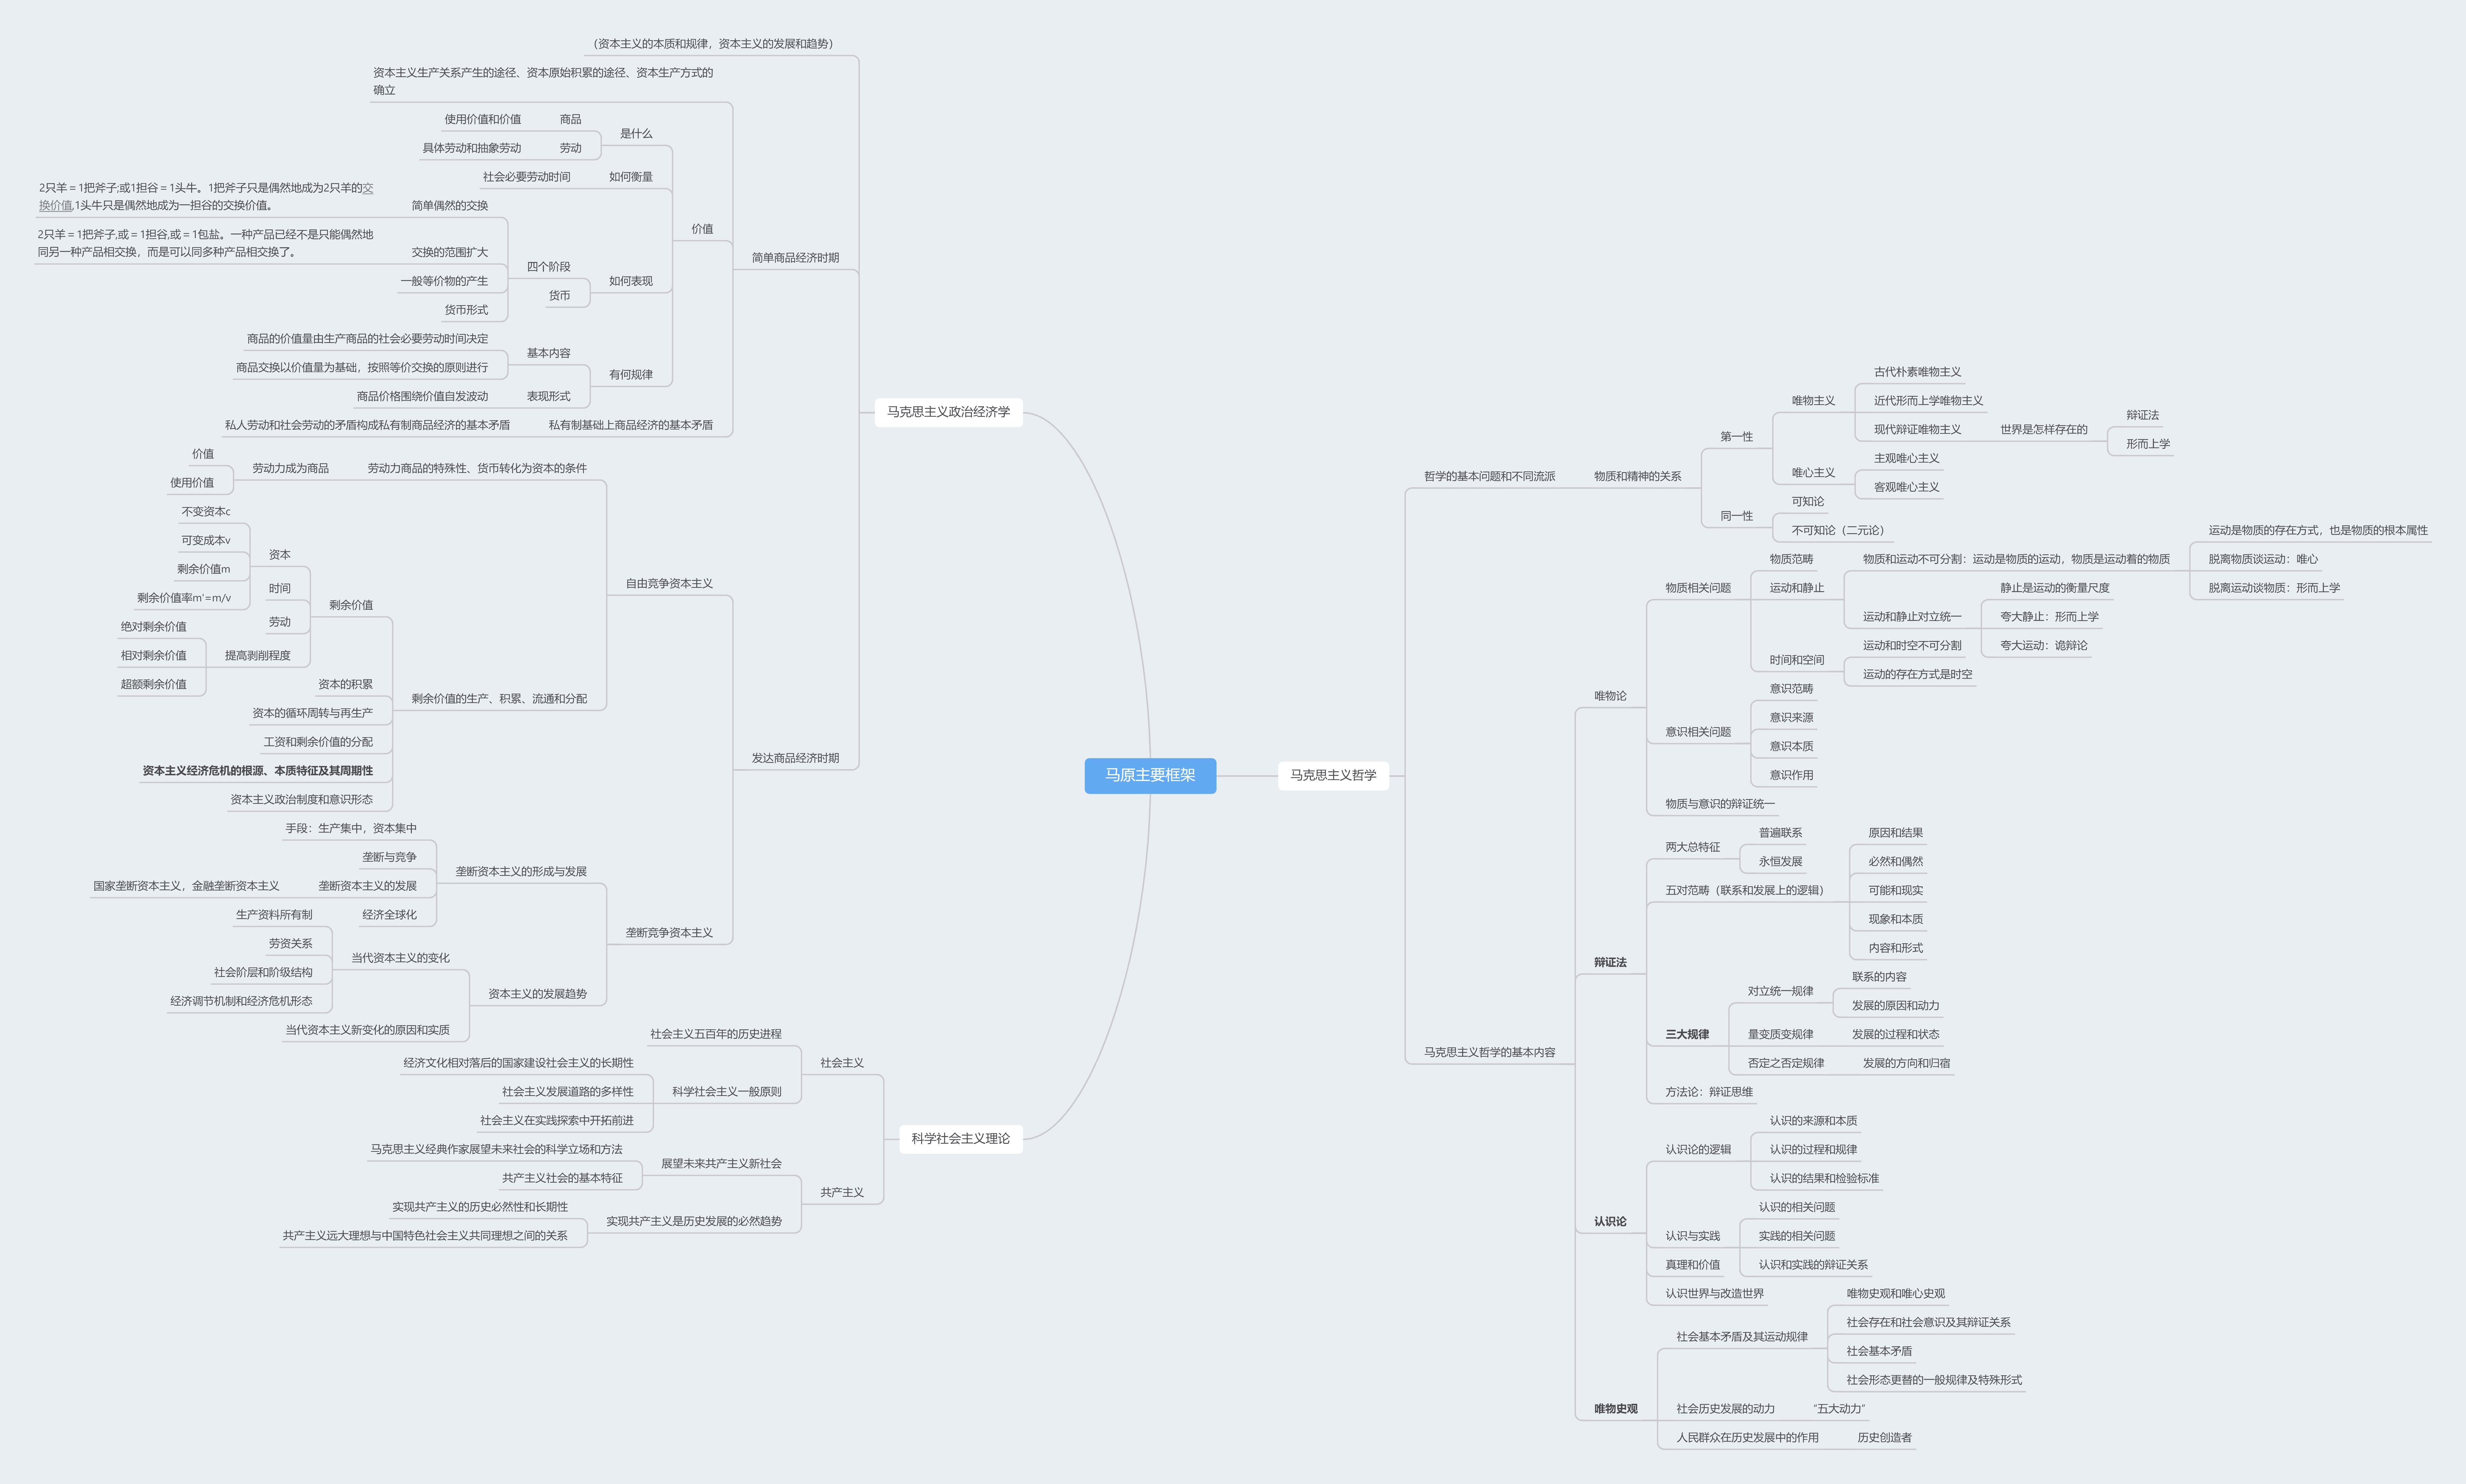 马原主要框架
马克思主义哲学
哲学的基本问题和不同流派
物质和精神的关系
第一性
唯物主义
古代朴素唯物主义
近代形而上学唯物主义
现代辩证唯物主义
世界是怎样存在的
辩证法
形而上学
唯心主义
主观唯心主义
客观唯心主义
同一性
可知论
不可知论（二元论）
马克思主义哲学的基本内容
唯物论
物质相关问题
物质范畴
运动和静止
物质和运动不可分割：运动是物质的运动，物质是运动着的物质
运动是物质的存在方式，也是物质的根本属性
脱离物质谈运动：唯心
脱离运动谈物质：形而上学
运动和静止对立统一
静止是运动的衡量尺度
夸大静止：形而上学
夸大运动：诡辩论
时间和空间
运动和时空不可分割
运动的存在方式是时空
意识相关问题
意识范畴
意识来源
意识本质
意识作用
物质与意识的辩证统一
辩证法
两大总特征
普遍联系
永恒发展
五对范畴（联系和发展上的逻辑）
原因和结果
必然和偶然
可能和现实
现象和本质
内容和形式
三大规律
对立统一规律
联系的内容
发展的原因和动力
量变质变规律
发展的过程和状态
否定之否定规律
发展的方向和归宿
方法论：辩证思维
认识论
认识论的逻辑
认识的来源和本质
认识的过程和规律
认识的结果和检验标准
认识与实践
认识的相关问题
实践的相关问题
认识和实践的辩证关系
真理和价值
认识世界与改造世界
唯物史观
社会基本矛盾及其运动规律
唯物史观和唯心史观
社会存在和社会意识及其辩证关系
社会基本矛盾
社会形态更替的一般规律及特殊形式
社会历史发展的动力
“五大动力”
人民群众在历史发展中的作用
历史创造者
马克思主义政治经济学
（资本主义的本质和规律，资本主义的发展和趋势）
简单商品经济时期
资本主义生产关系产生的途径、资本原始积累的途径、资本生产方式的
确立
价值
是什么
商品
使用价值和价值
劳动
具体劳动和抽象劳动
如何衡量
社会必要劳动时间
如何表现
四个阶段
简单偶然的交换
2只羊＝1把斧子;或1担谷＝1头牛。1把斧子只是偶然地成为2只羊的交
换价值,1头牛只是偶然地成为一担谷的交换价值。
交换的范围扩大
2只羊＝1把斧子,或＝1担谷,或＝1包盐。一种产品已经不是只能偶然地
同另一种产品相交换，而是可以同多种产品相交换了。
一般等价物的产生
货币形式
货币
有何规律
基本内容
商品的价值量由生产商品的社会必要劳动时间决定
商品交换以价值量为基础，按照等价交换的原则进行
表现形式
商品价格围绕价值自发波动
私有制基础上商品经济的基本矛盾
私人劳动和社会劳动的矛盾构成私有制商品经济的基本矛盾
发达商品经济时期
自由竞争资本主义
劳动力商品的特殊性、货币转化为资本的条件
劳动力成为商品
价值
使用价值
剩余价值的生产、积累、流通和分配
剩余价值
资本
不变资本c
可变成本v
剩余价值m
剩余价值率m'=m/v
时间
劳动
提高剥削程度
绝对剩余价值
相对剩余价值
超额剩余价值
资本的积累
资本的循环周转与再生产
工资和剩余价值的分配
资本主义经济危机的根源、本质特征及其周期性
资本主义政治制度和意识形态
垄断竞争资本主义
垄断资本主义的形成与发展
手段：生产集中，资本集中
垄断与竞争
垄断资本主义的发展
国家垄断资本主义，金融垄断资本主义
经济全球化
资本主义的发展趋势
当代资本主义的变化
生产资料所有制
劳资关系
社会阶层和阶级结构
经济调节机制和经济危机形态
当代资本主义新变化的原因和实质
科学社会主义理论
社会主义
社会主义五百年的历史进程
科学社会主义一般原则
经济文化相对落后的国家建设社会主义的长期性
社会主义发展道路的多样性
社会主义在实践探索中开拓前进
共产主义
展望未来共产主义新社会
马克思主义经典作家展望未来社会的科学立场和方法
共产主义社会的基本特征
实现共产主义是历史发展的必然趋势
实现共产主义的历史必然性和长期性
共产主义远大理想与中国特色社会主义共同理想之间的关系